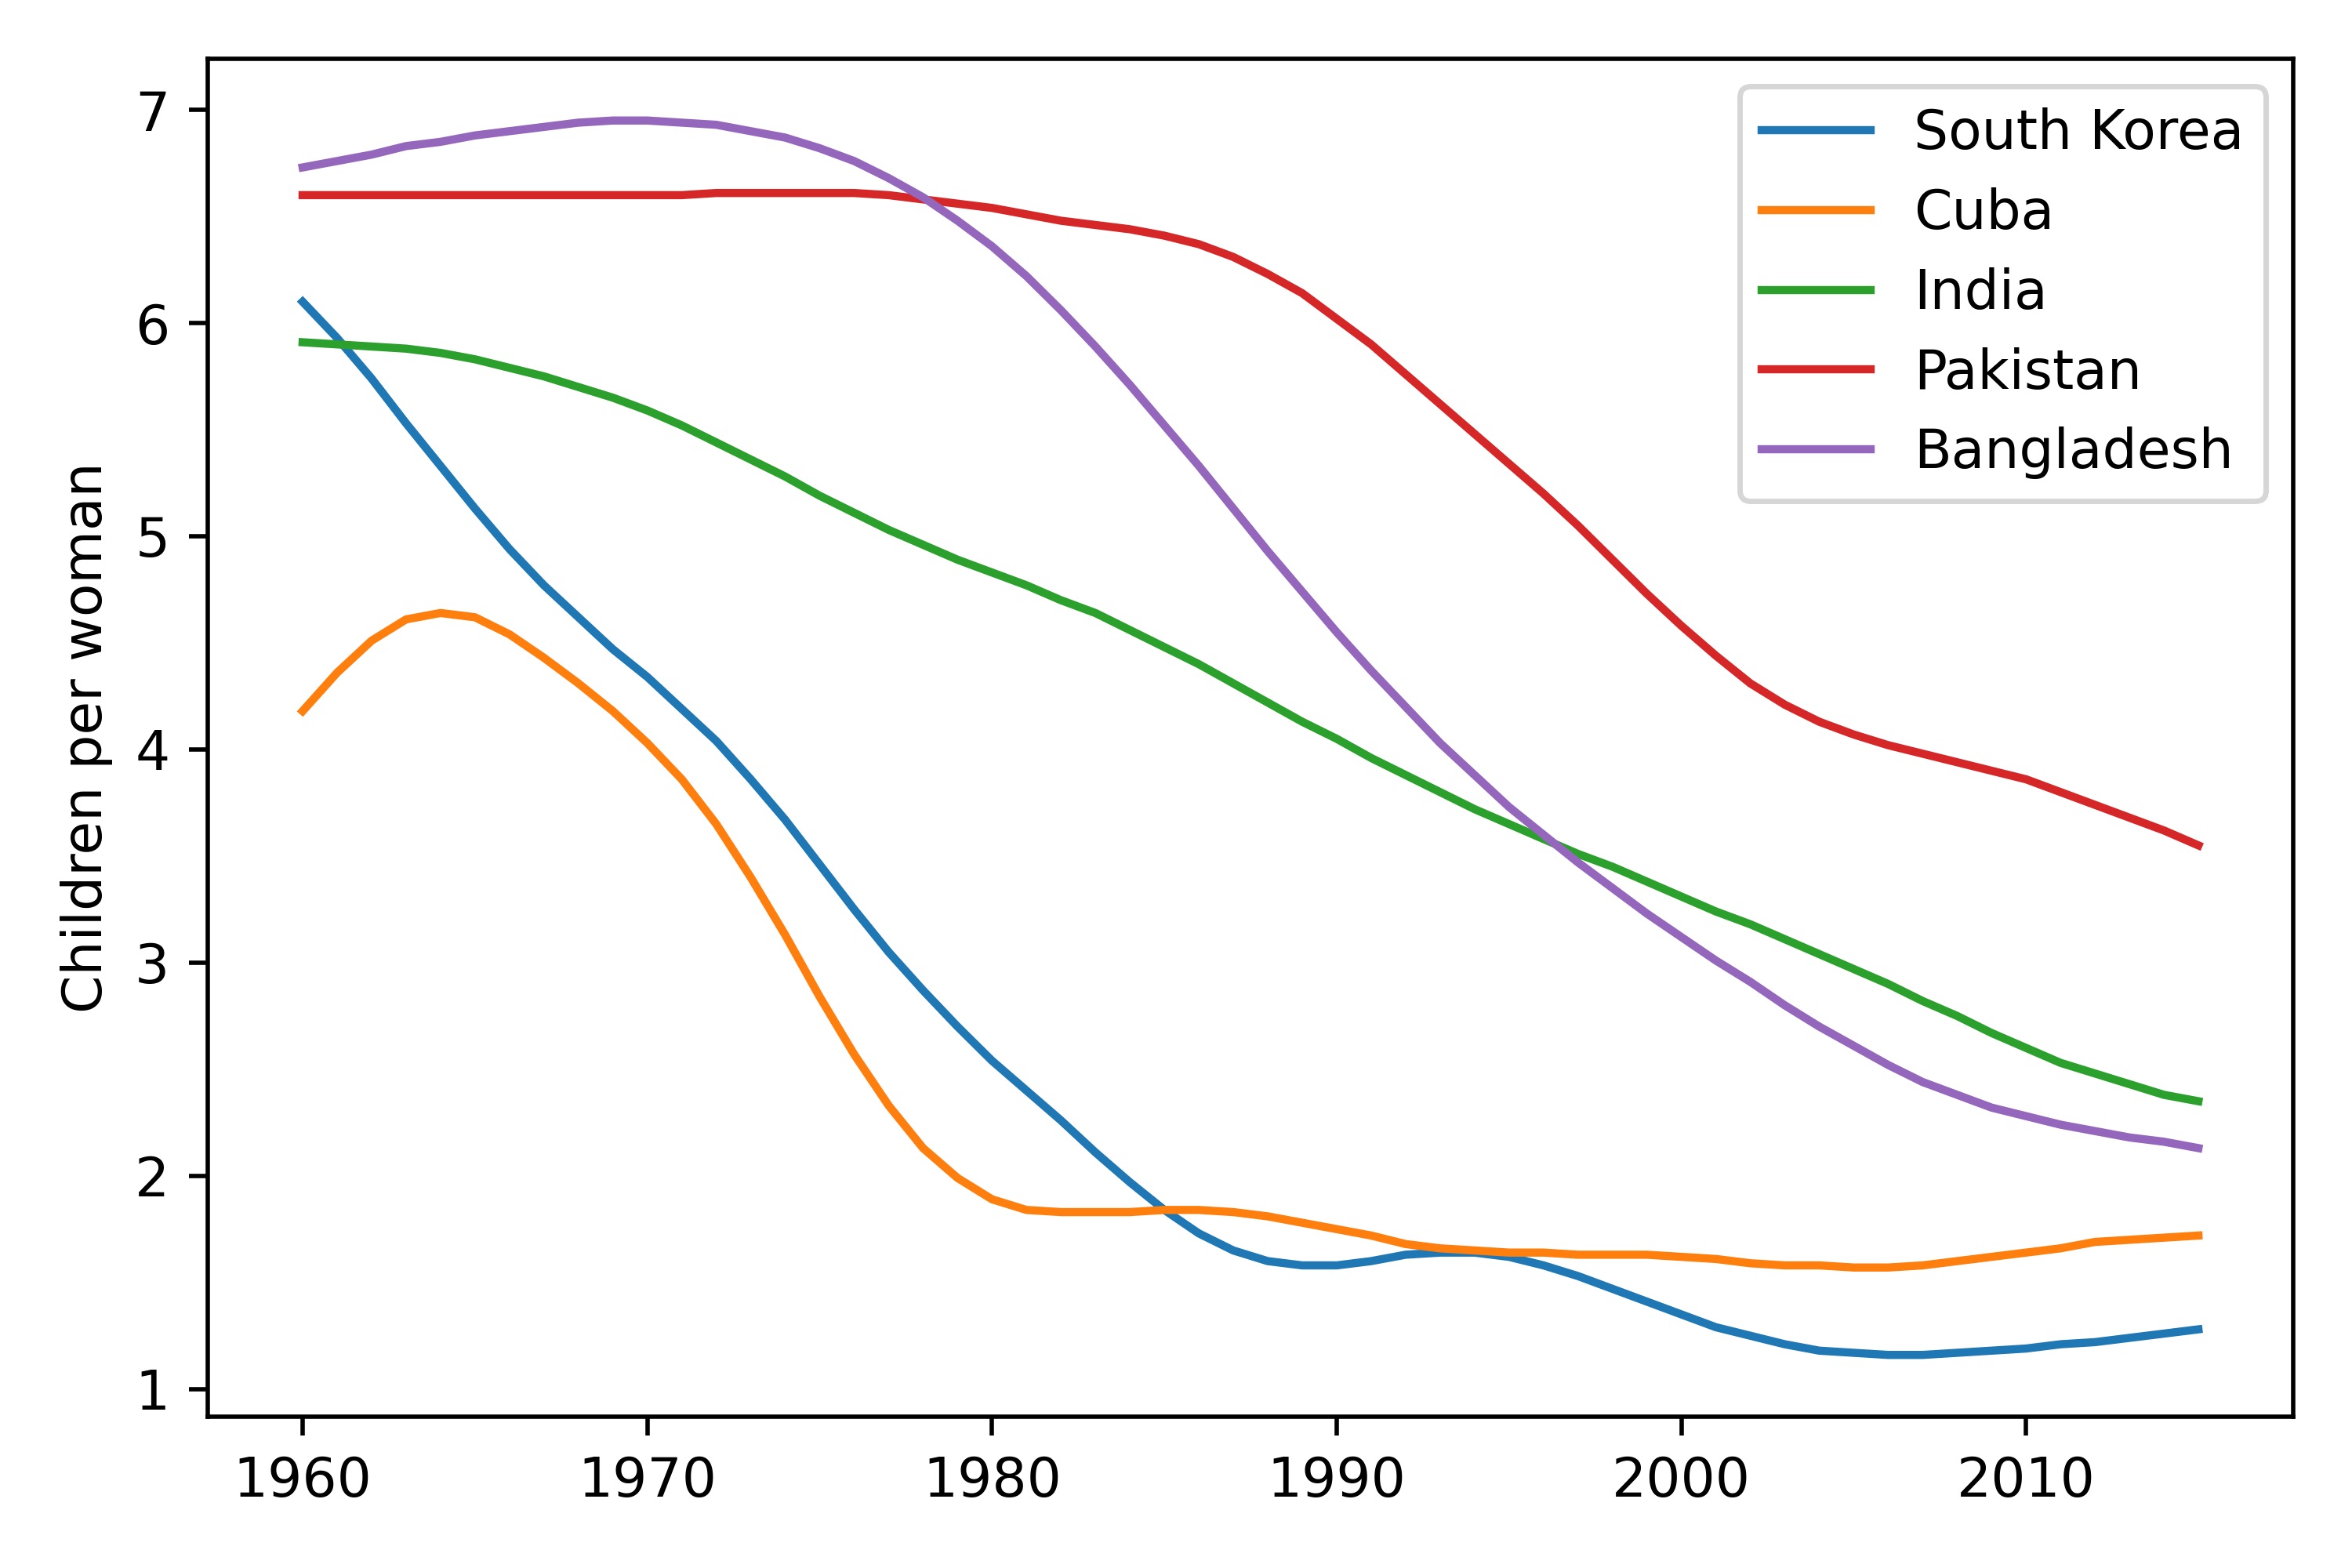 Children per woman
7
6
5
4
3
2
1
1960 1970 1980 1990 2000 2010
South Korea
Cuba
India
Pakistan
Bangladesh